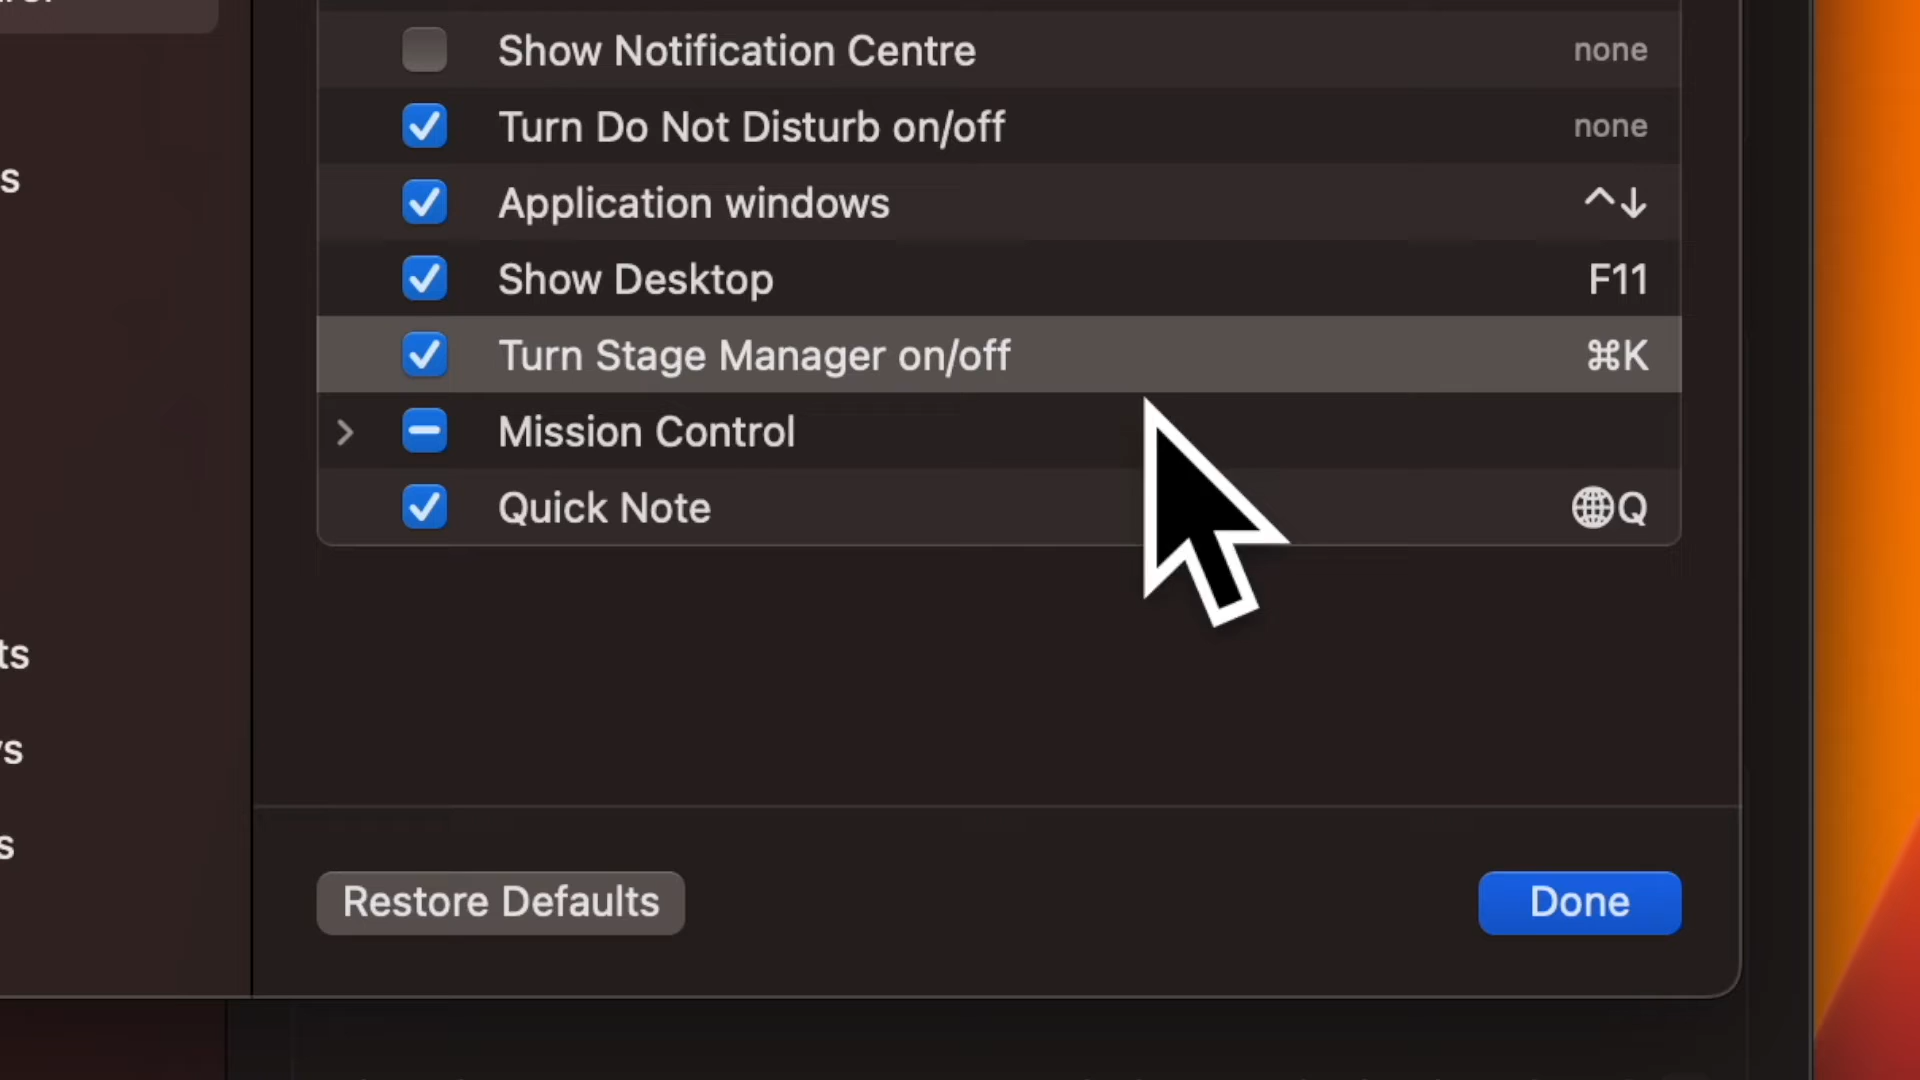 Show Notification Centre none
Turn Do Not Disturb on/off none
Application windows ^↓
Show Desktop F11
Turn Stage Manager on/off ⌘K
Mission Control
Quick Note 🌐Q
Restore Defaults Done